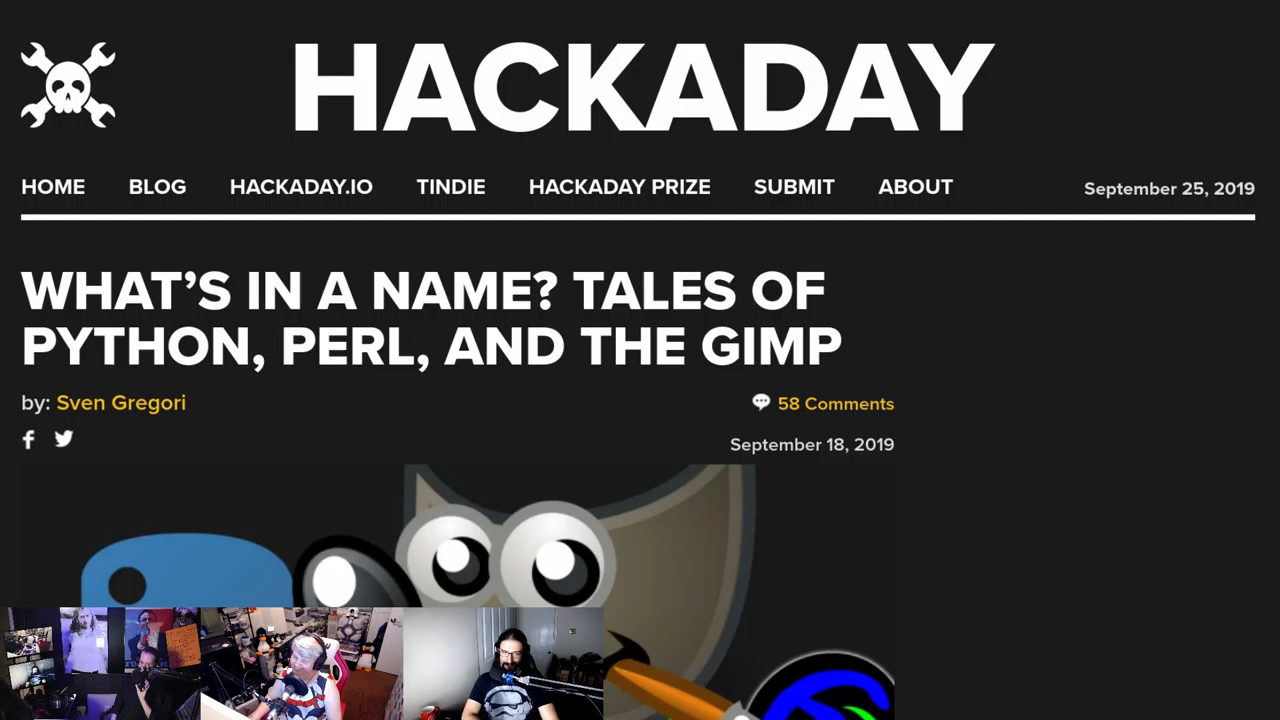 HACKADAY
HOME BLOG HACKADAY.IO TINDIE HACKADAY PRIZE SUBMIT ABOUT September 25, 2019
WHAT’S IN A NAME? TALES OF
PYTHON, PERL, AND THE GIMP
by: Sven Gregori
58 Comments
September 18, 2019